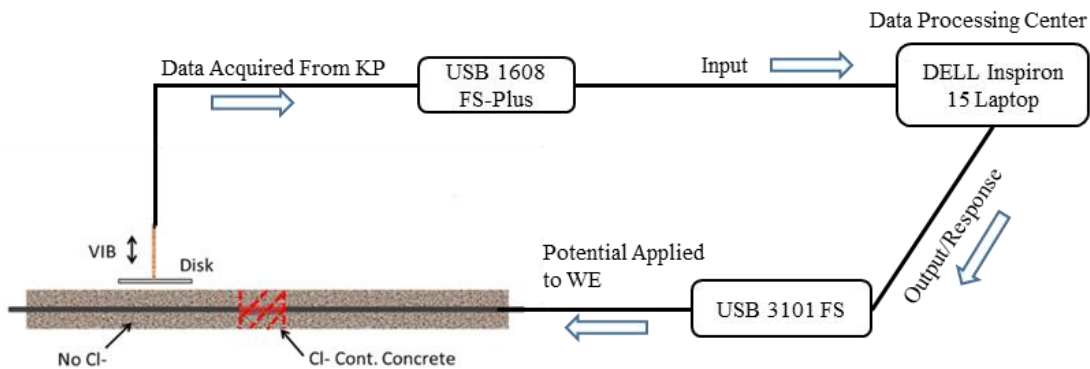 Data Processing Center
Data Acquired From KP
USB 1608
FS-Plus
Input
DELL Inspiron
15 Laptop
Output/Response
VIB
Disk
Potential Applied
to WE
USB 3101 FS
No Cl-
Cl- Cont. Concrete